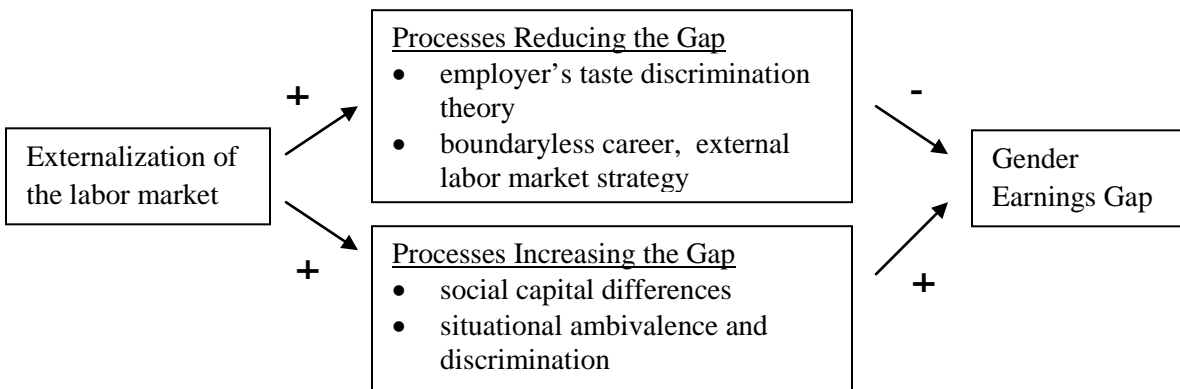 Externalization of
the labor market
+
+
Processes Reducing the Gap
• employer’s taste discrimination
theory
• boundaryless career, external
labor market strategy
Processes Increasing the Gap
• social capital differences
• situational ambivalence and
discrimination
-
+
Gender
Earnings Gap